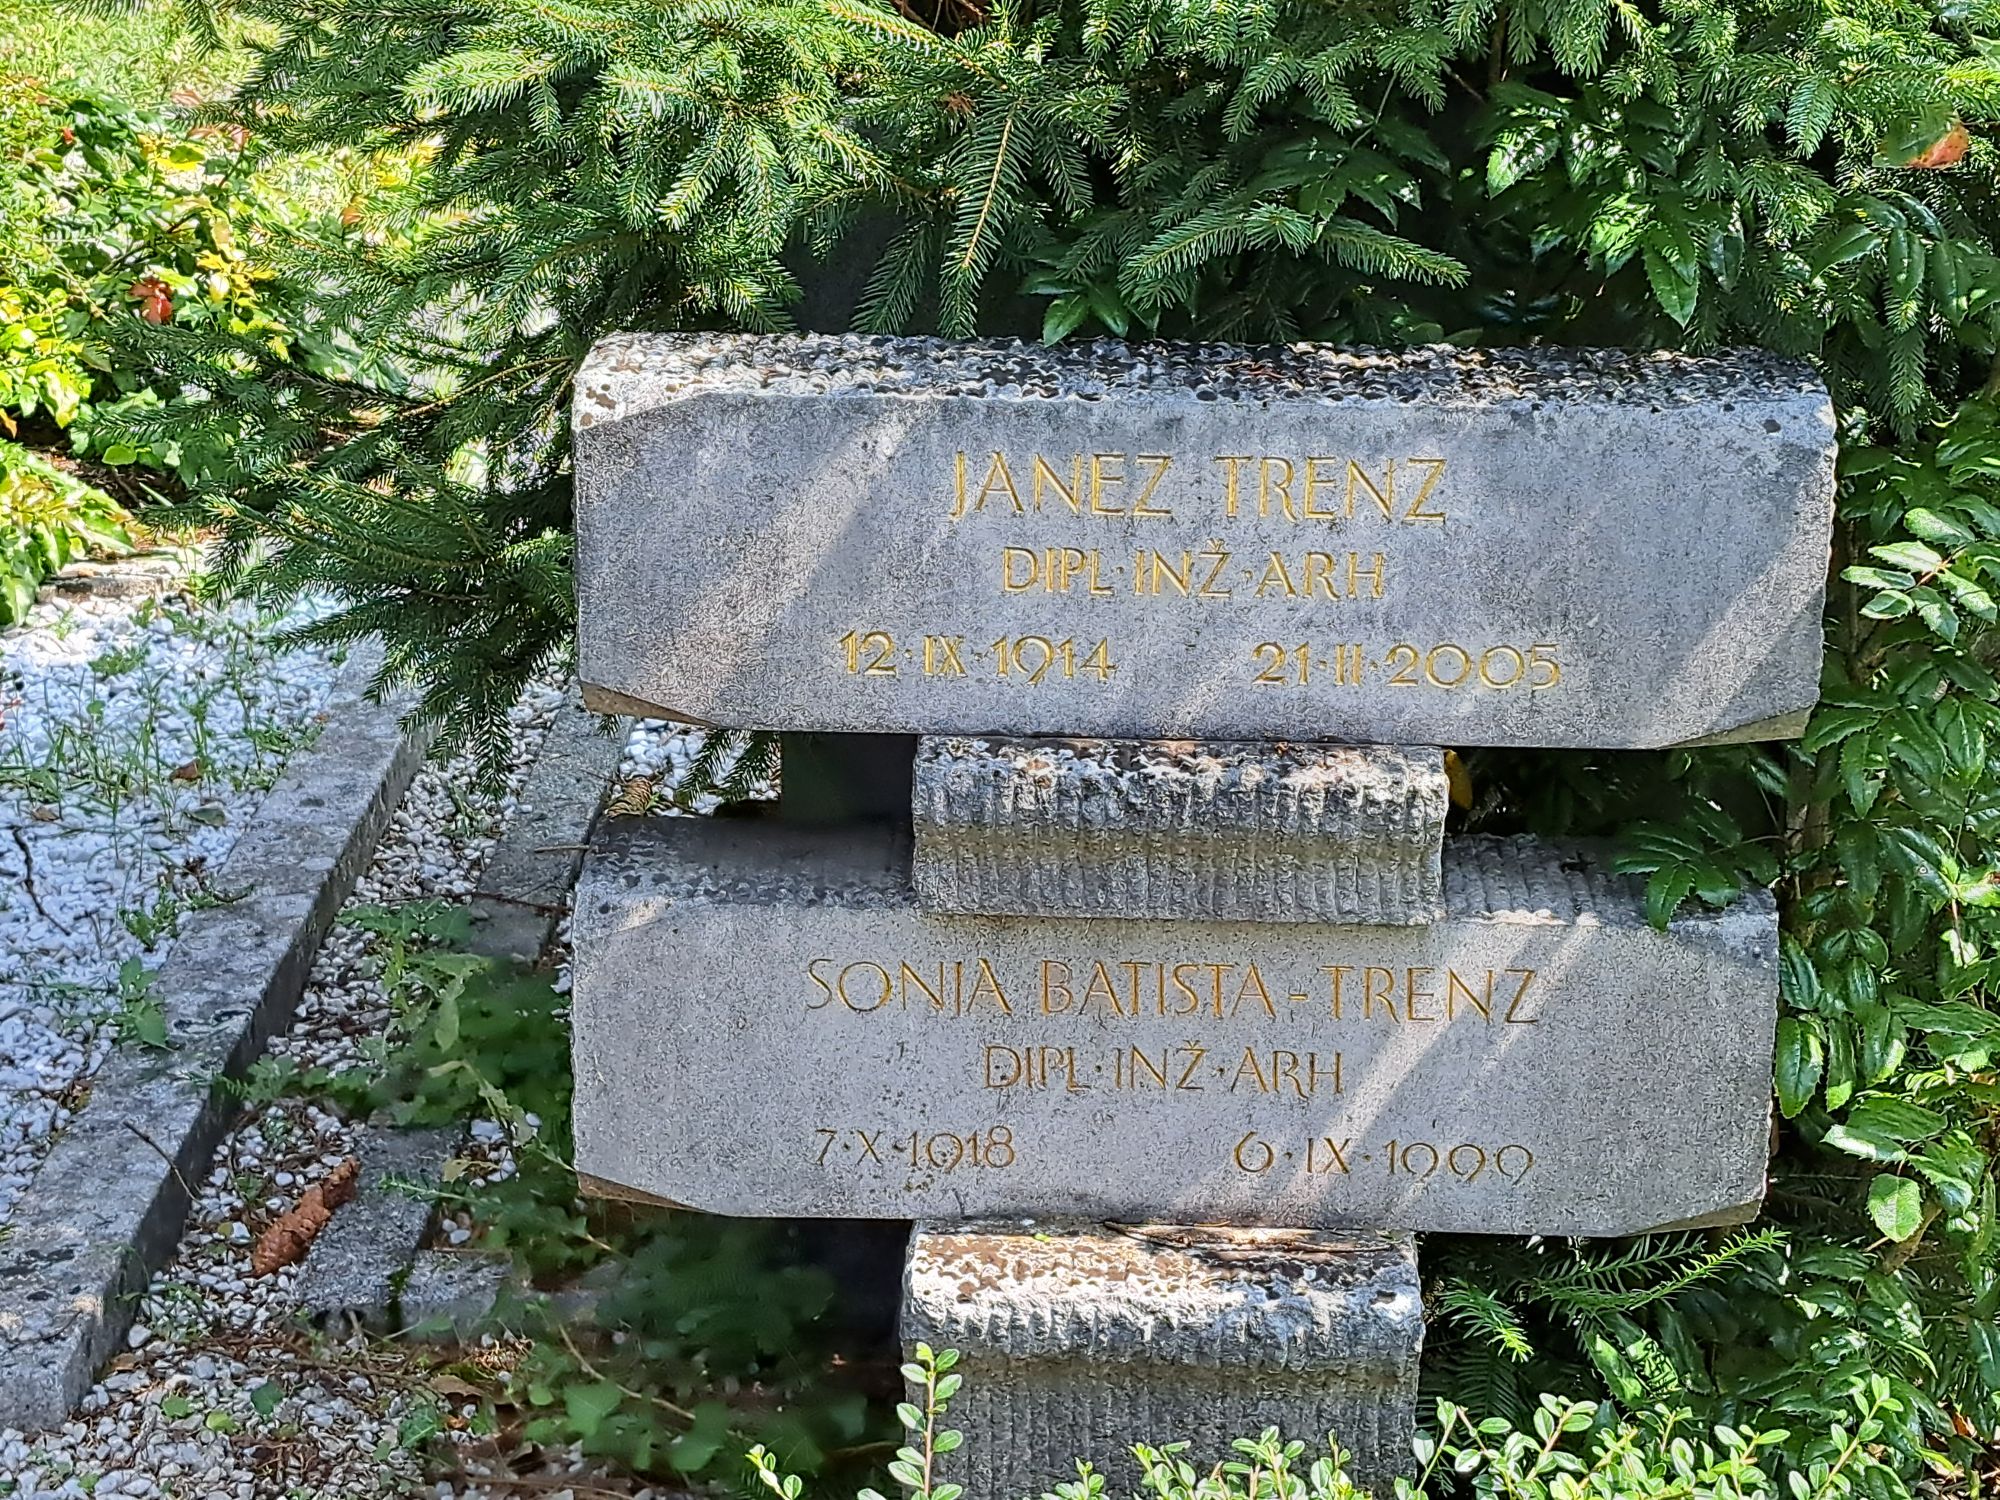 JANEZ TRENZ
DIPL·INŽ·ARH
12·IX·1914 21·II·2005
SONJA BATISTA-TRENZ
DIPL·INŽ·ARH
7·X·1918 6·IX·1999